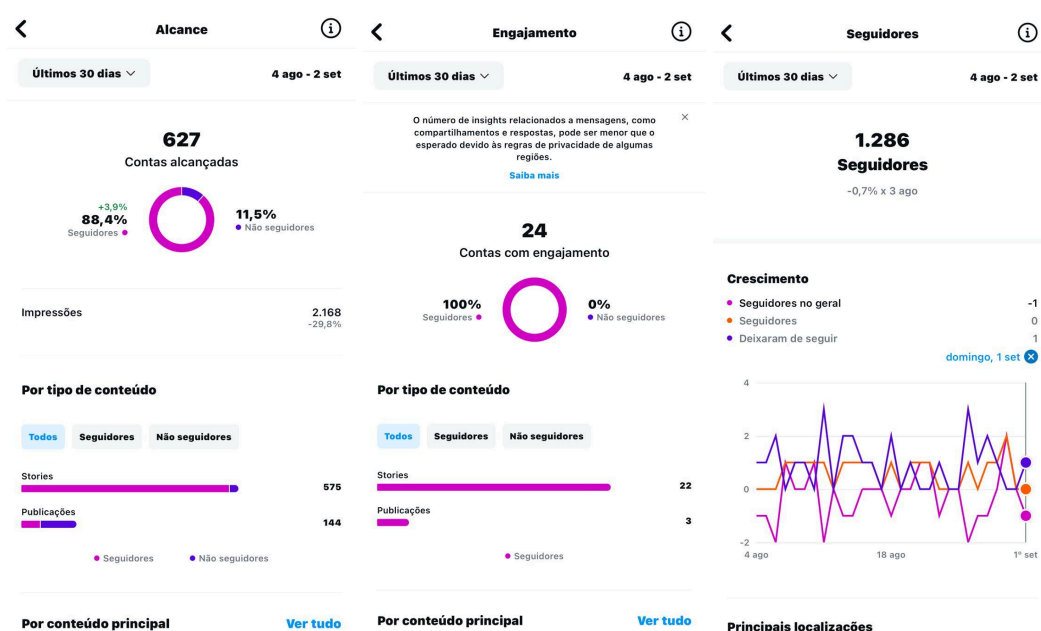 Alcance
Últimos 30 dias
4 ago - 2 set
627
Contas alcançadas
+3,9%
88,4%
Seguidores
11,5%
Não seguidores
Impressões
2.168
-29,8%
Por tipo de conteúdo
Todos
Seguidores
Não seguidores
Stories
575
Publicações
144
Seguidores
Não seguidores
Por conteúdo principal
Ver tudo
Engajamento
Últimos 30 dias
4 ago - 2 set
O número de insights relacionados a mensagens, como
compartilhamentos e respostas, pode ser menor que o
esperado devido às regras de privacidade de algumas
regiões.
Saiba mais
24
Contas com engajamento
100%
Seguidores
0%
Não seguidores
Por tipo de conteúdo
Todos
Seguidores
Não seguidores
Stories
22
Publicações
3
Seguidores
Por conteúdo principal
Ver tudo
Seguidores
Últimos 30 dias
4 ago - 2 set
1.286
Seguidores
-0,7% x 3 ago
Crescimento
Seguidores no geral
-1
Seguidores
0
Deixaram de seguir
1
domingo, 1 set
4
2
0
-2
4 ago
18 ago
1º set
Principais localizações